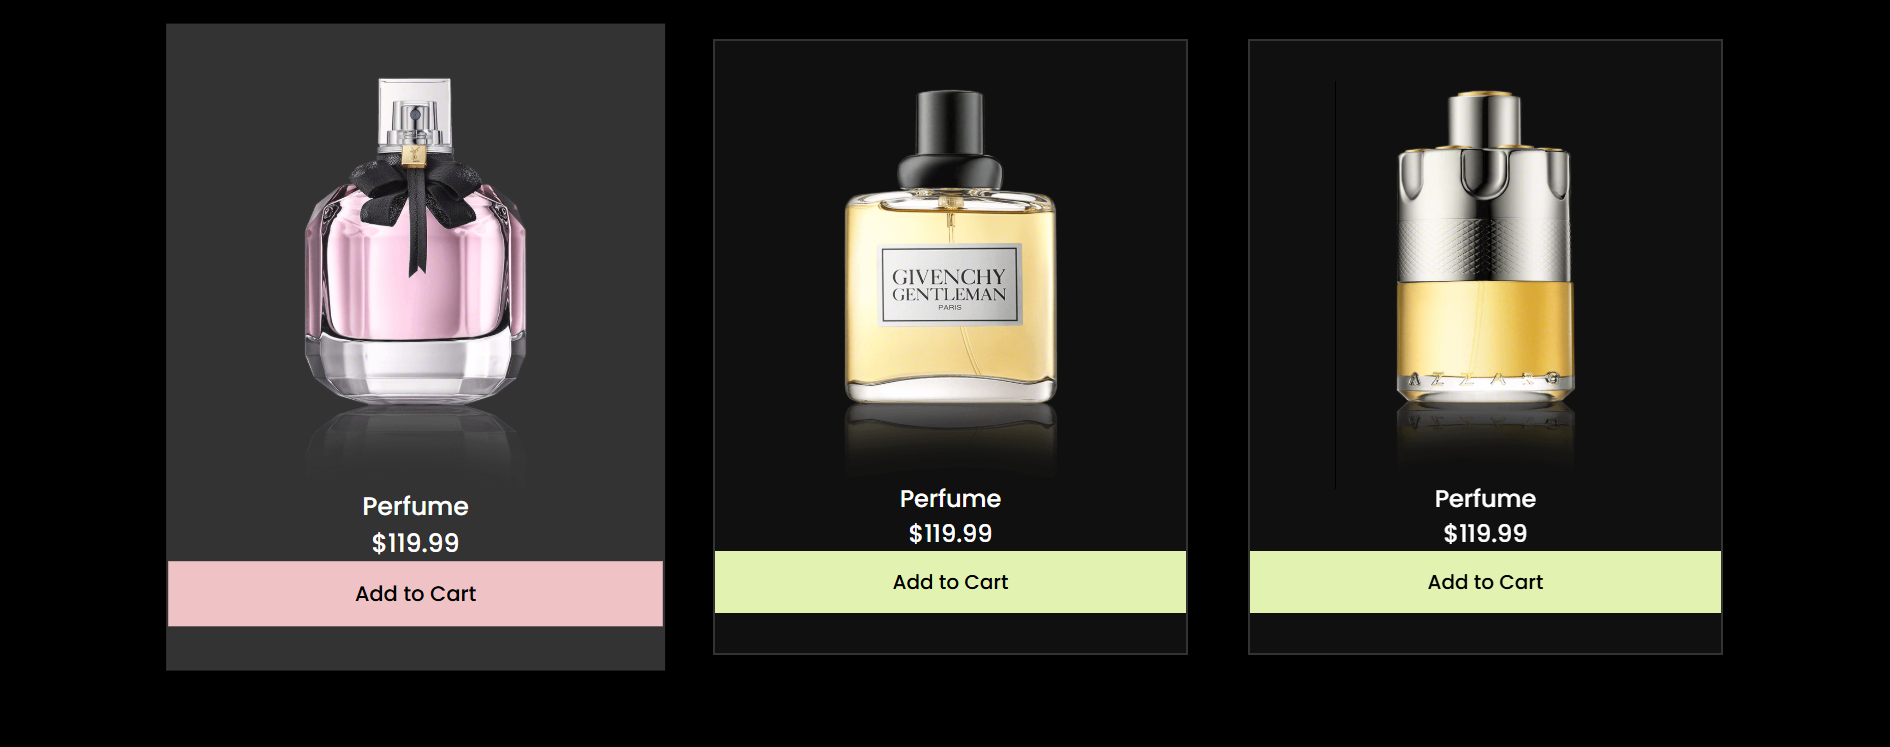 Perfume
$119.99
Add to Cart
GIVENCHY
GENTLEMAN
PARIS
Perfume
$119.99
Add to Cart
AZZARO
Perfume
$119.99
Add to Cart